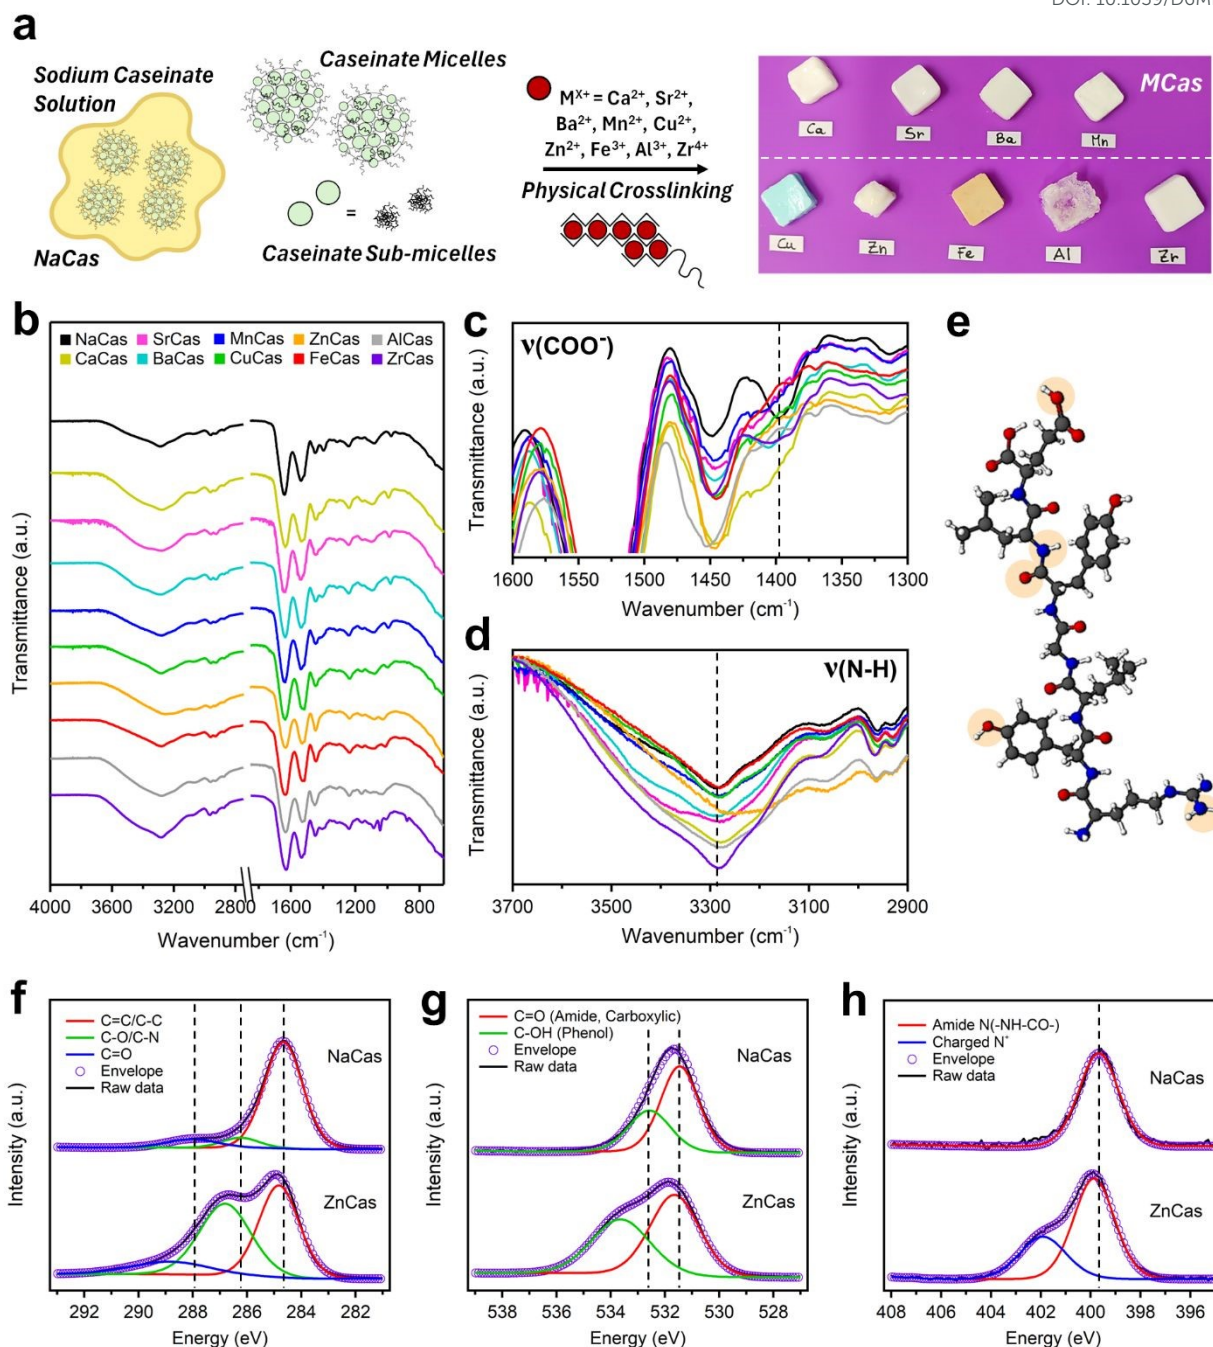 DOI: 10.1039/D6M
a
Sodium Caseinate
Solution
NaCas
Caseinate Micelles
=
Caseinate Sub-micelles
Mˣ⁺ = Ca²⁺, Sr²⁺,
Ba²⁺, Mn²⁺, Cu²⁺,
Zn²⁺, Fe³⁺, Al³⁺, Zr⁴⁺
Physical Crosslinking
MCas
Ca
Sr
Ba
Mn
Cu
Zn
Fe
Al
Zr
b
NaCas SrCas MnCas ZnCas AlCas
CaCas BaCas CuCas FeCas ZrCas
Transmittance (a.u.)
4000 3600 3200 2800 1600 1200 800
Wavenumber (cm⁻¹)
c
ν(COO⁻)
Transmittance (a.u.)
1600 1550 1500 1450 1400 1350 1300
Wavenumber (cm⁻¹)
d
ν(N-H)
Transmittance (a.u.)
3700 3500 3300 3100 2900
Wavenumber (cm⁻¹)
e
f
C=C/C-C
C-O/C-N
C=O
Envelope
Raw data
NaCas
ZnCas
Intensity (a.u.)
292 290 288 286 284 282
Energy (eV)
g
C=O (Amide, Carboxylic)
C-OH (Phenol)
Envelope
Raw data
NaCas
ZnCas
Intensity (a.u.)
538 536 534 532 530 528
Energy (eV)
h
Amide N(-NH-CO-)
Charged N⁺
Envelope
Raw data
NaCas
ZnCas
Intensity (a.u.)
408 406 404 402 400 398 396
Energy (eV)